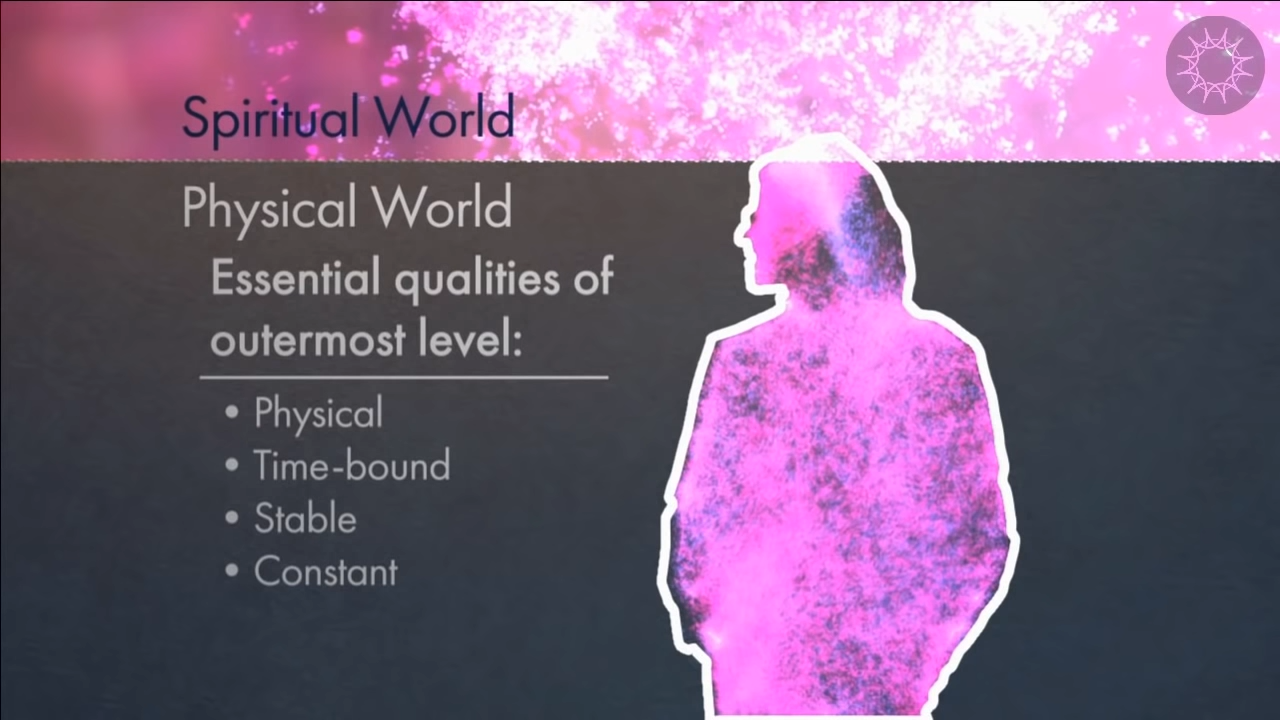 Spiritual World
Physical World
Essential qualities of
outermost level:
• Physical
• Time-bound
• Stable
• Constant